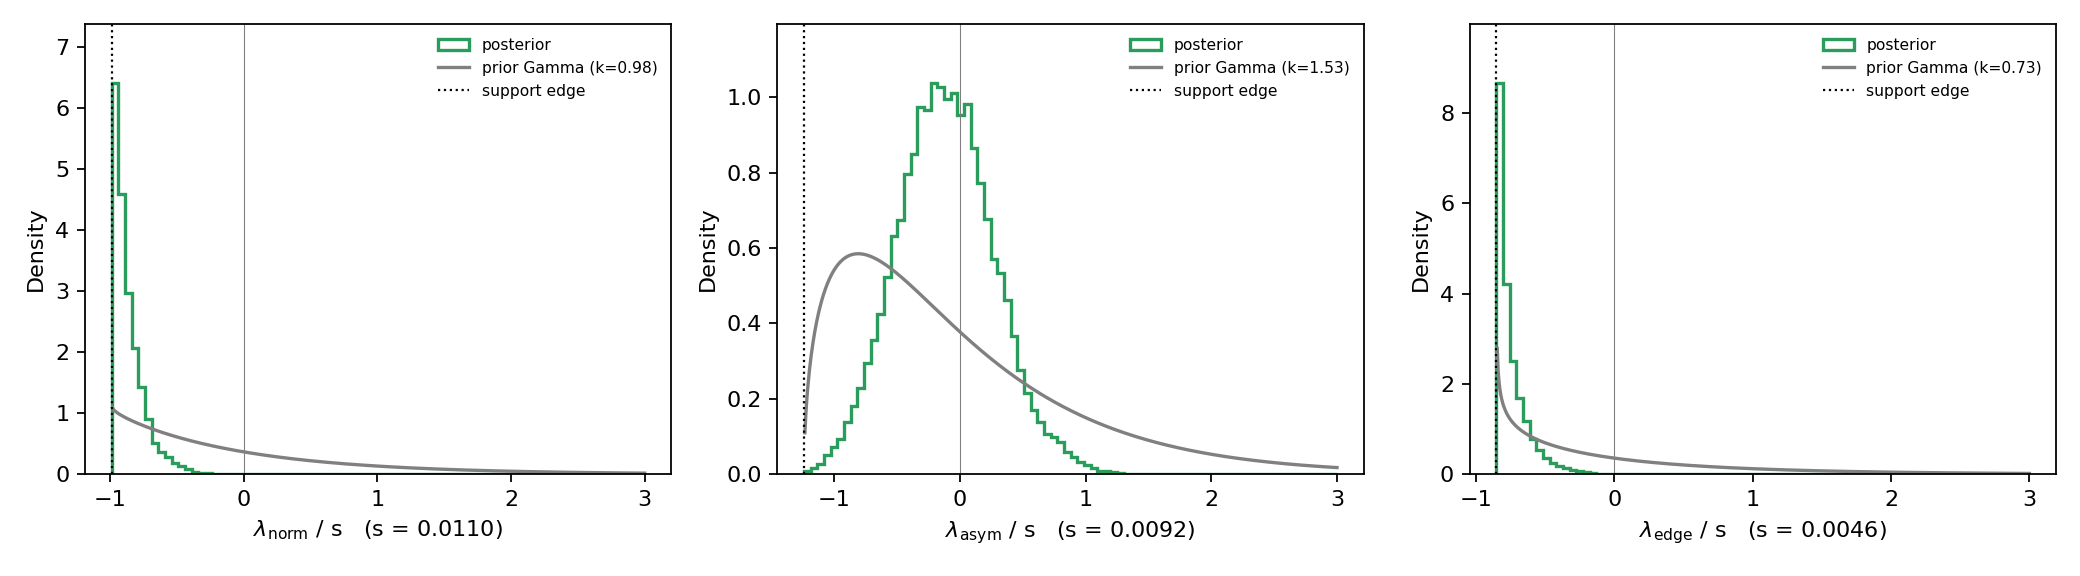 Density
7
6
5
4
3
2
1
0
−1 0 1 2 3
λnorm / s (s = 0.0110)
posterior
prior Gamma (k=0.98)
support edge
Density
1.0
0.8
0.6
0.4
0.2
0.0
−1 0 1 2 3
λasym / s (s = 0.0092)
posterior
prior Gamma (k=1.53)
support edge
Density
8
6
4
2
0
−1 0 1 2 3
λedge / s (s = 0.0046)
posterior
prior Gamma (k=0.73)
support edge